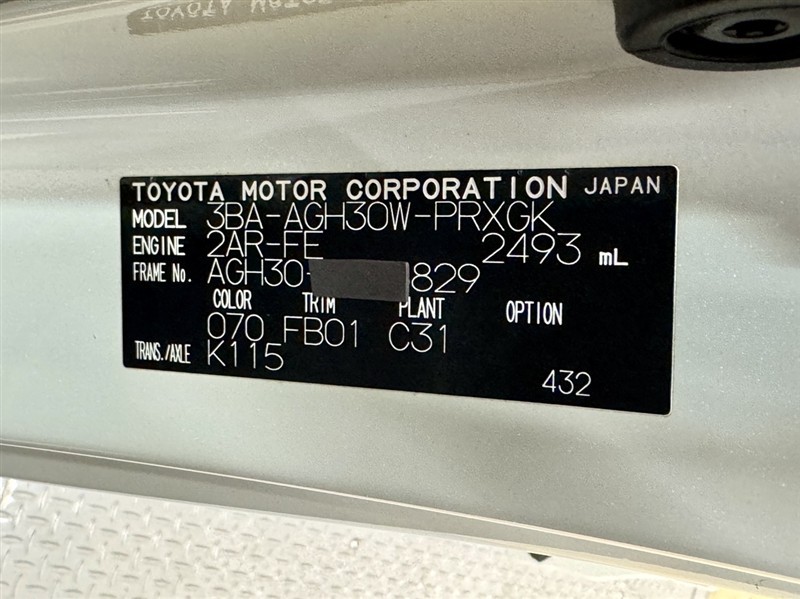 TOYOTA MOTOR CORPORATION JAPAN
MODEL 3BA-AGH30W-PRXGK
ENGINE 2AR-FE 2493 mL
FRAME No. AGH30- 829
COLOR TRIM PLANT OPTION
070 FB01 C31
TRANS./AXLE K115
432